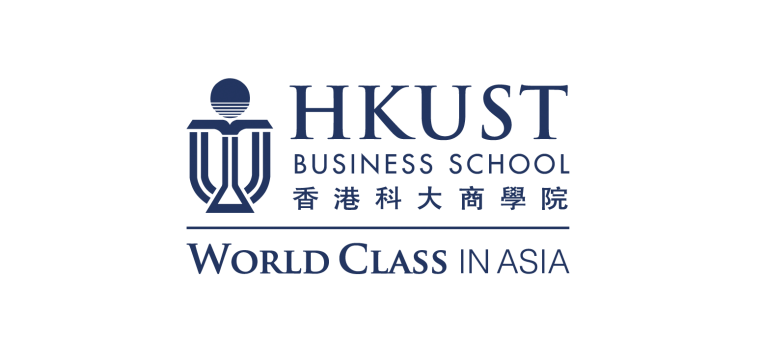 HKUST
BUSINESS SCHOOL
香港科大商學院
WORLD CLASS IN ASIA